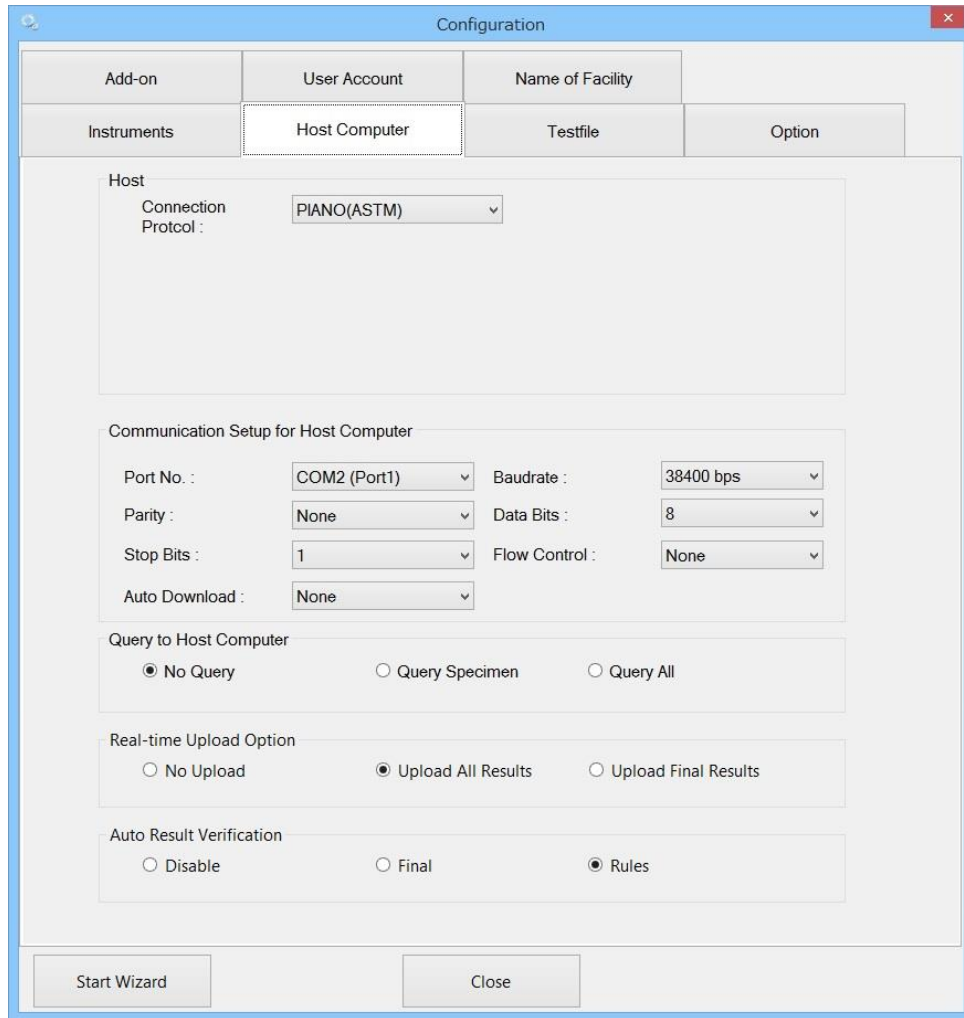 Configuration
Add-on User Account Name of Facility
Instruments Host Computer Testfile Option
Host
Connection
Protcol :
PIANO(ASTM)
Communication Setup for Host Computer
Port No. : COM2 (Port1) Baudrate : 38400 bps
Parity : None Data Bits : 8
Stop Bits : 1 Flow Control : None
Auto Download : None
Query to Host Computer
No Query Query Specimen Query All
Real-time Upload Option
No Upload Upload All Results Upload Final Results
Auto Result Verification
Disable Final Rules
Start Wizard Close